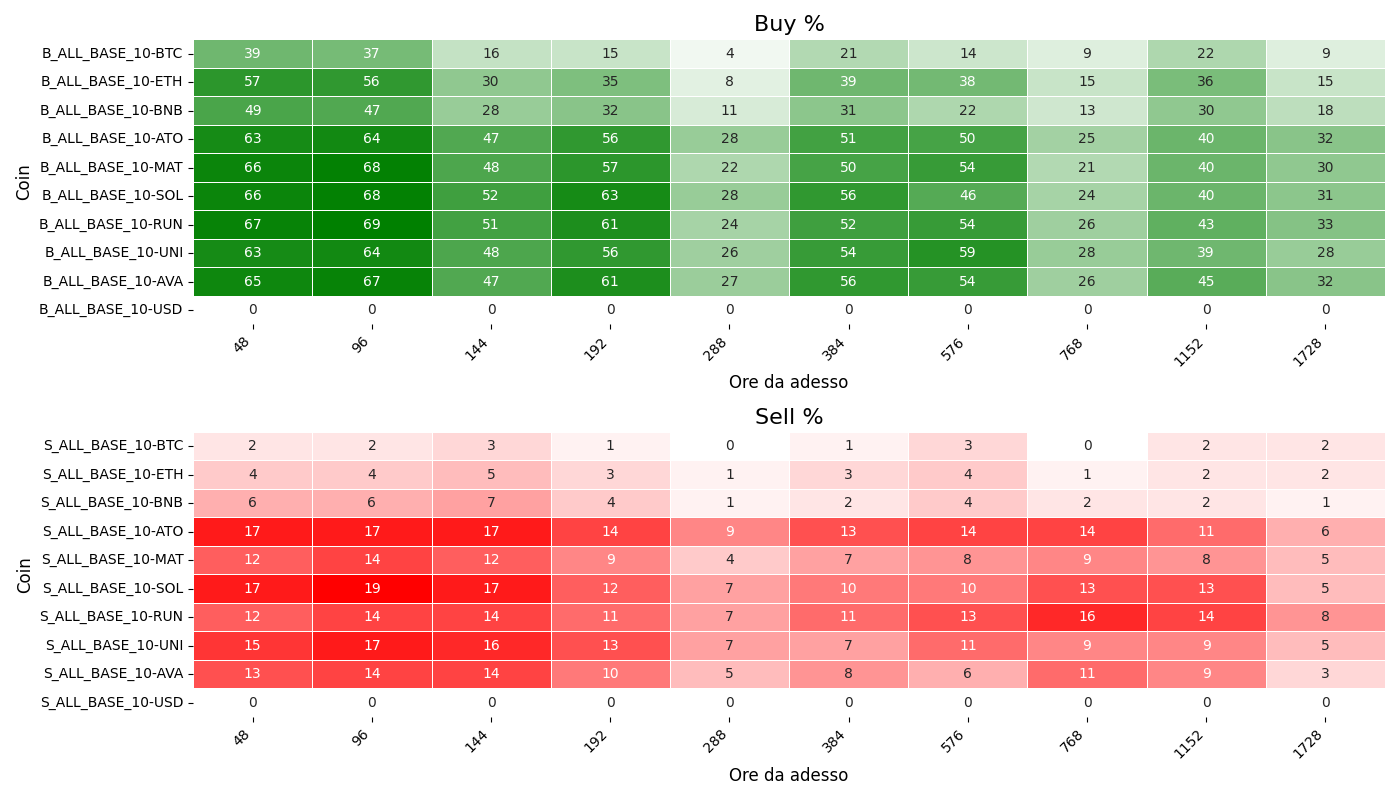 Buy %
Coin
B_ALL_BASE_10-BTC 39 37 16 15 4 21 14 9 22 9
B_ALL_BASE_10-ETH 57 56 30 35 8 39 38 15 36 15
B_ALL_BASE_10-BNB 49 47 28 32 11 31 22 13 30 18
B_ALL_BASE_10-ATO 63 64 47 56 28 51 50 25 40 32
B_ALL_BASE_10-MAT 66 68 48 57 22 50 54 21 40 30
B_ALL_BASE_10-SOL 66 68 52 63 28 56 46 24 40 31
B_ALL_BASE_10-RUN 67 69 51 61 24 52 54 26 43 33
B_ALL_BASE_10-UNI 63 64 48 56 26 54 59 28 39 28
B_ALL_BASE_10-AVA 65 67 47 61 27 56 54 26 45 32
B_ALL_BASE_10-USD 0 0 0 0 0 0 0 0 0 0
48 96 144 192 288 384 576 768 1152 1728
Ore da adesso
Sell %
Coin
S_ALL_BASE_10-BTC 2 2 3 1 0 1 3 0 2 2
S_ALL_BASE_10-ETH 4 4 5 3 1 3 4 1 2 2
S_ALL_BASE_10-BNB 6 6 7 4 1 2 4 2 2 1
S_ALL_BASE_10-ATO 17 17 17 14 9 13 14 14 11 6
S_ALL_BASE_10-MAT 12 14 12 9 4 7 8 9 8 5
S_ALL_BASE_10-SOL 17 19 17 12 7 10 10 13 13 5
S_ALL_BASE_10-RUN 12 14 14 11 7 11 13 16 14 8
S_ALL_BASE_10-UNI 15 17 16 13 7 7 11 9 9 5
S_ALL_BASE_10-AVA 13 14 14 10 5 8 6 11 9 3
S_ALL_BASE_10-USD 0 0 0 0 0 0 0 0 0 0
48 96 144 192 288 384 576 768 1152 1728
Ore da adesso